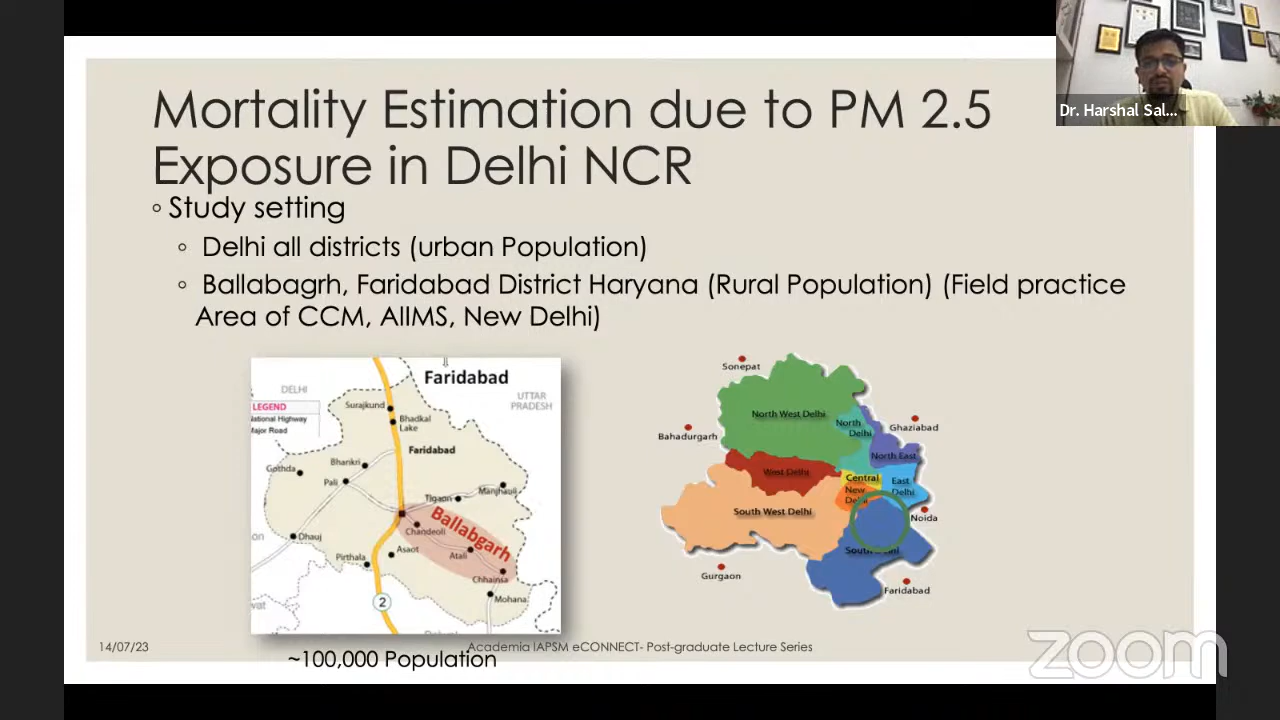 Mortality Estimation due to PM 2.5
Exposure in Delhi NCR
◦ Study setting
◦ Delhi all districts (urban Population)
◦ Ballabagrh, Faridabad District Haryana (Rural Population) (Field practice
Area of CCM, AIIMS, New Delhi)
Dr. Harshal Sal...
Faridabad
DELHI
UTTAR
PRADESH
LEGEND
National Highway
Major Road
Surajkund
Bhadkal
Lake
Faridabad
Bhankri
Gothda
Pali
Tigaon
Manjhauli
Ballabgarh
Chandeoli
Dhauj
Asaot
Atali
Pirthala
Chhainsa
Mohana
2
~100,000 Population
Sonepat
North West Delhi
North
Delhi
Ghaziabad
Bahadurgarh
North East
West Delhi
Central
East
Delhi
New
Delhi
South West Delhi
Noida
South Delhi
Gurgaon
Faridabad
14/07/23
Academia IAPSM eCONNECT- Post-graduate Lecture Series
zoom